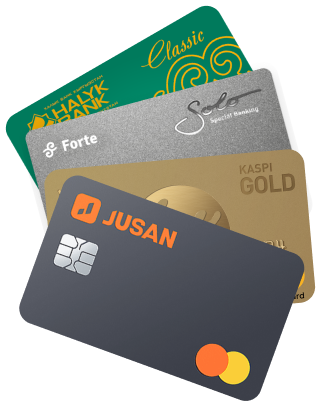 Classic
HALYK
BANK
Solo
Special Banking
Forte
KASPI
GOLD
JUSAN